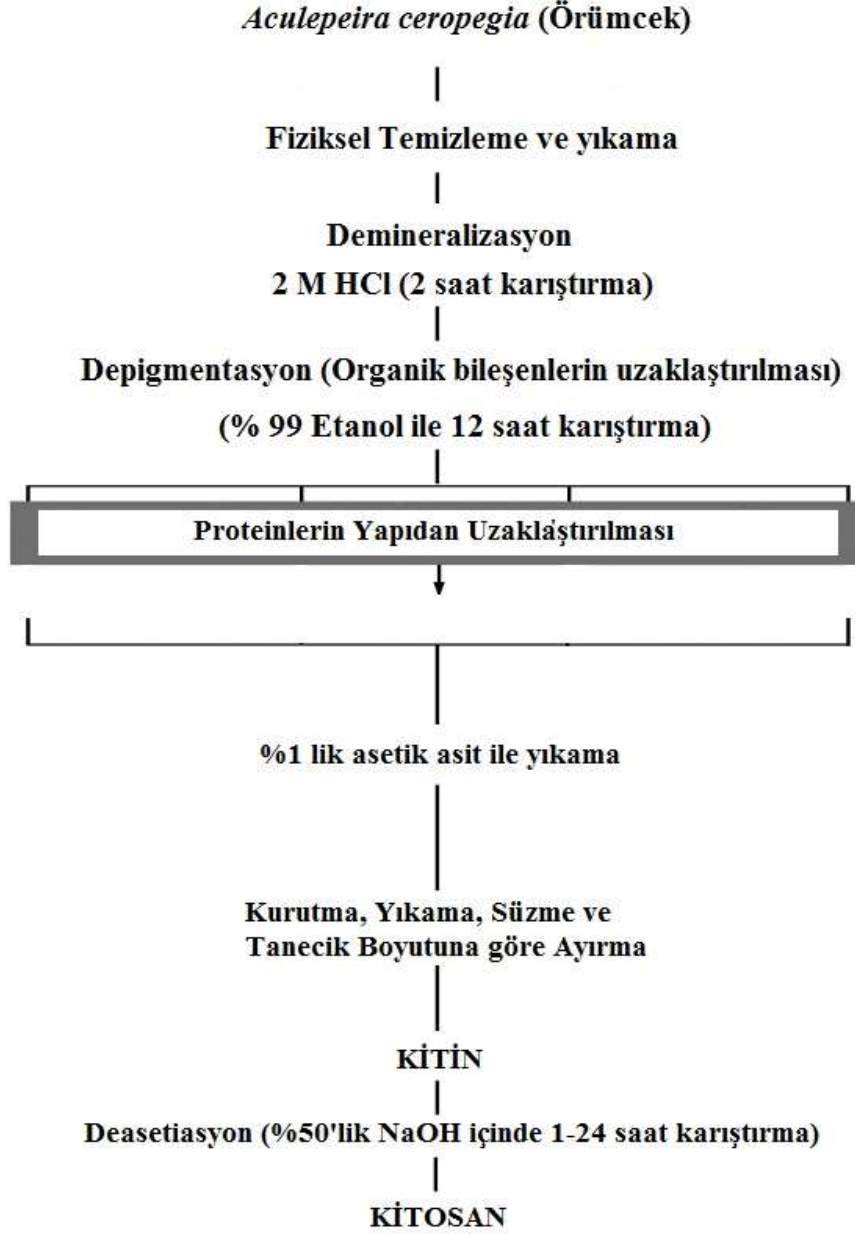 Aculepeira ceropegia (Örümcek)
Fiziksel Temizleme ve yıkama
Demineralizasyon
2 M HCl (2 saat karıştırma)
Depigmentasyon (Organik bileşenlerin uzaklaştırılması)
(% 99 Etanol ile 12 saat karıştırma)
Proteinlerin Yapıdan Uzaklaştırılması
%1 lik asetik asit ile yıkama
Kurutma, Yıkama, Süzme ve
Tanecik Boyutuna göre Ayırma
KİTİN
Deasetiasyon (%50'lik NaOH içinde 1-24 saat karıştırma)
KİTOSAN